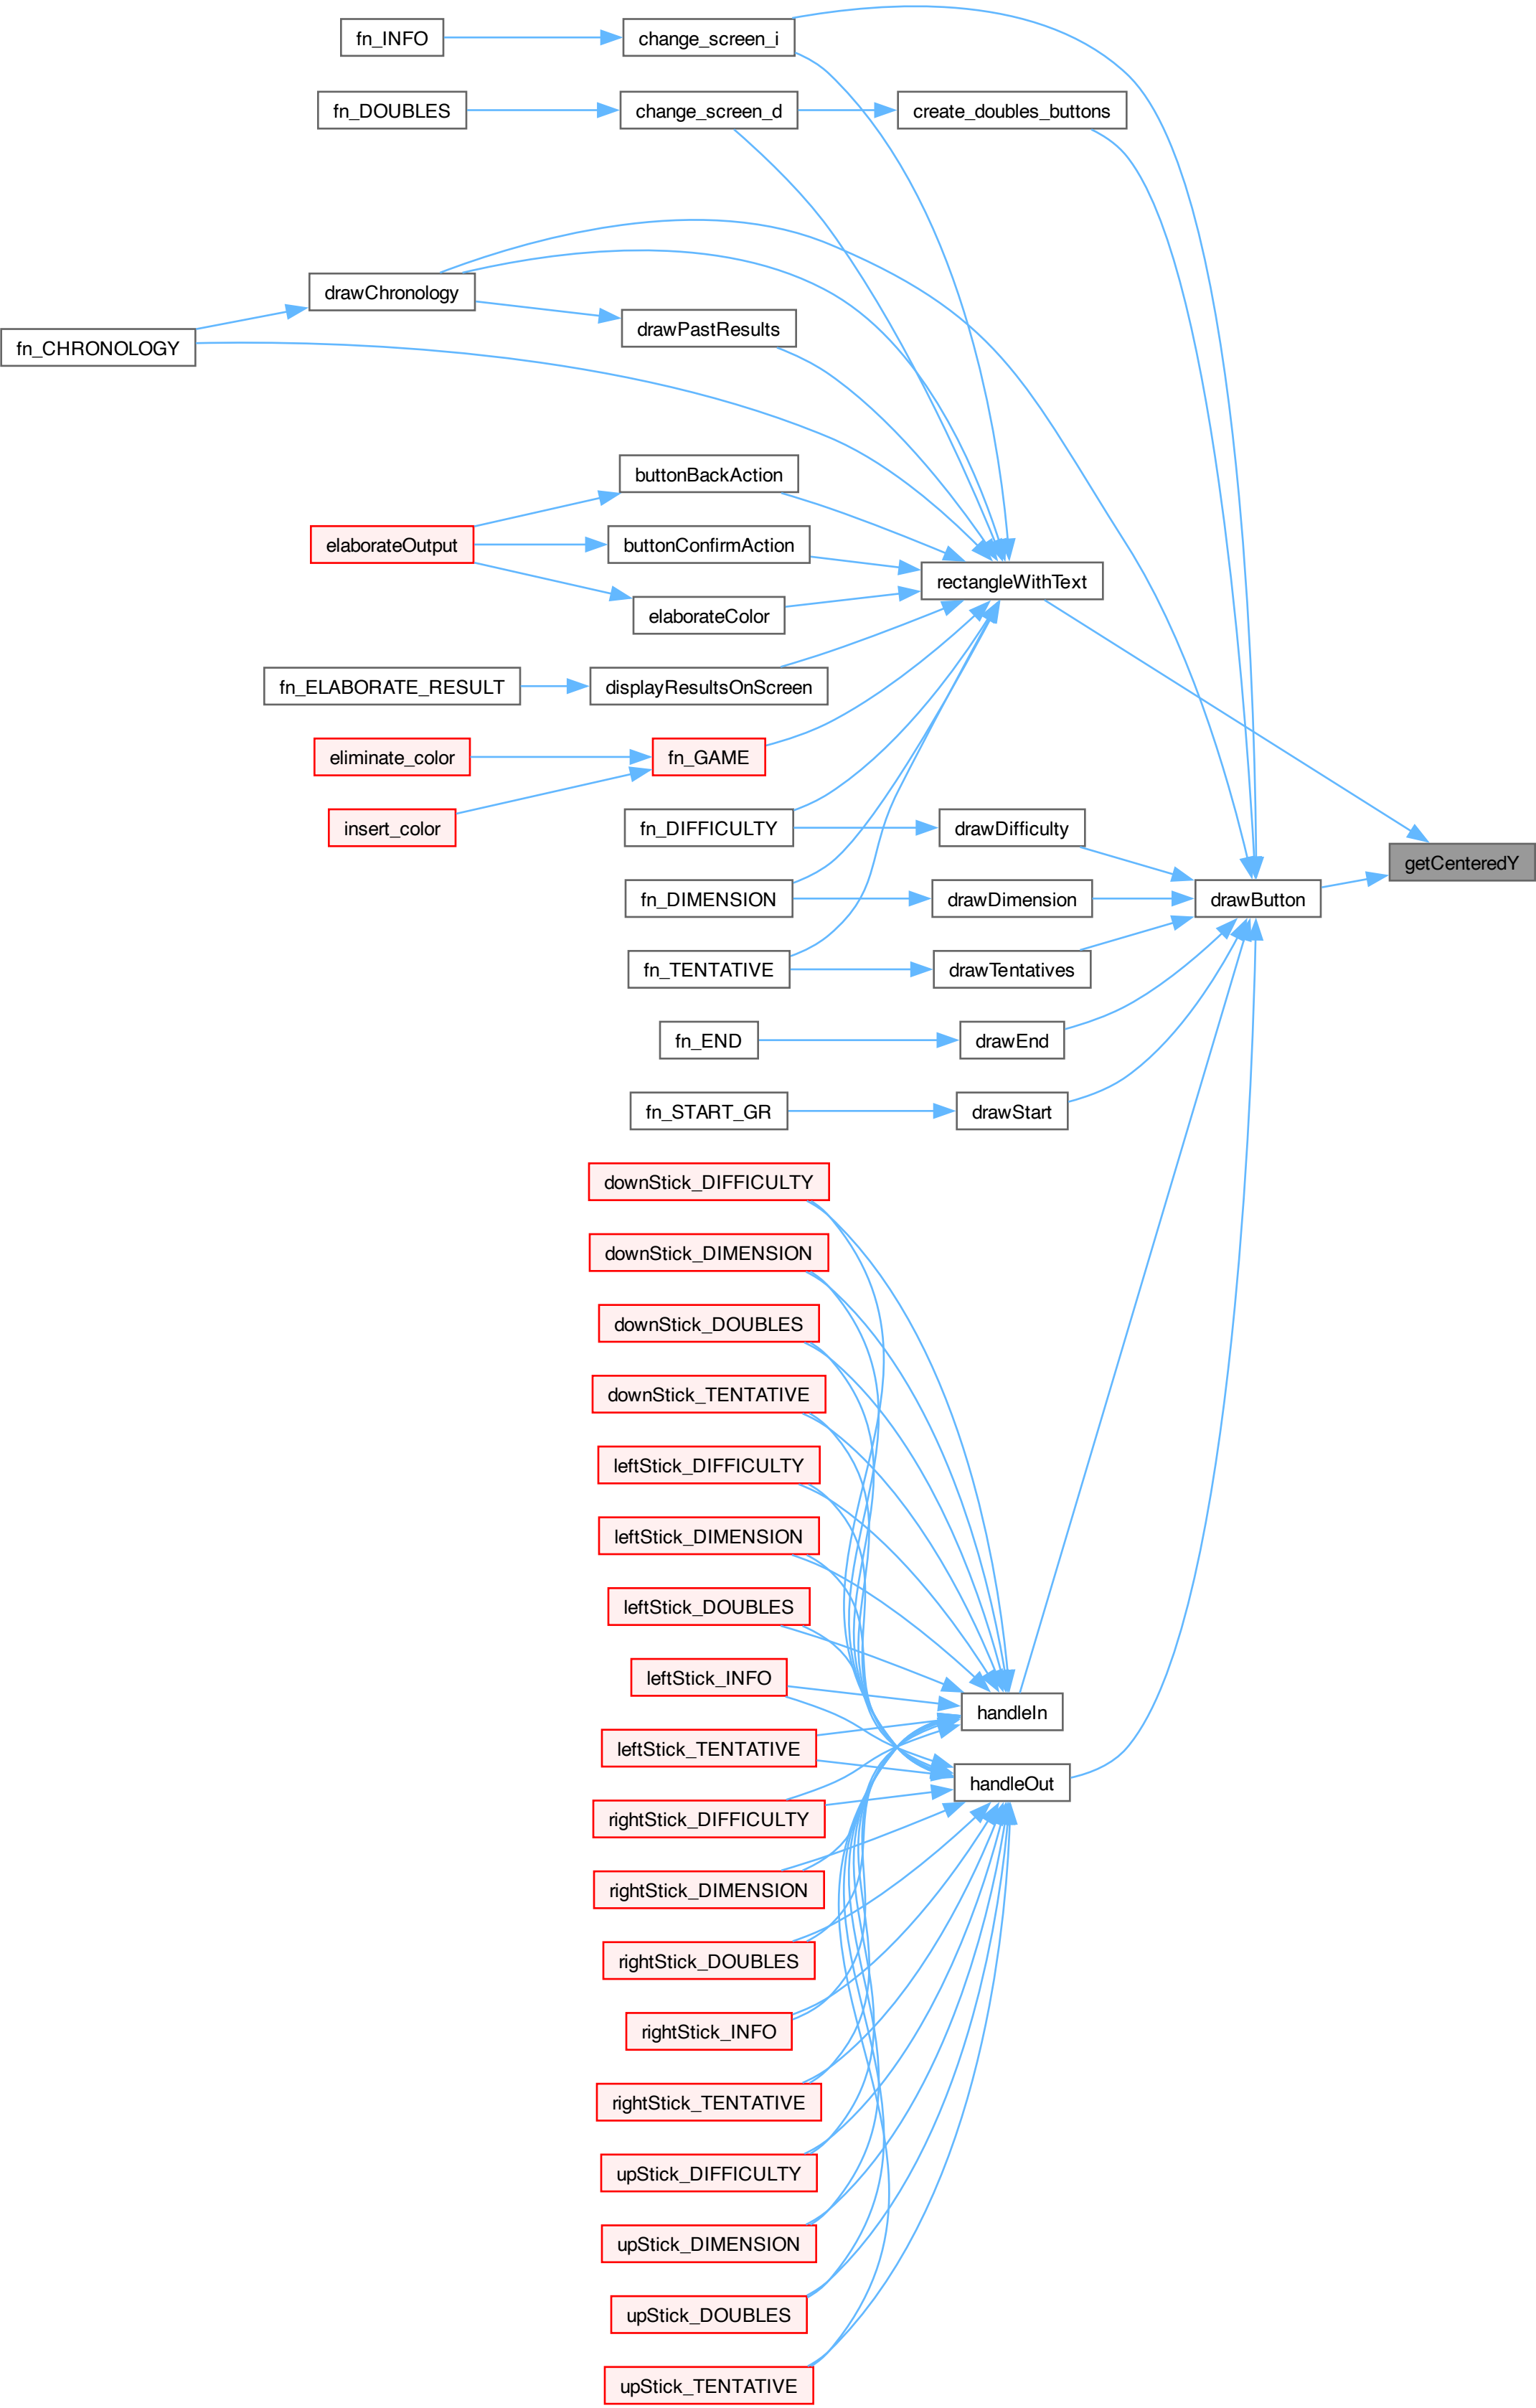 fn_INFO
change_screen_i
fn_DOUBLES
change_screen_d
create_doubles_buttons
drawChronology
drawPastResults
fn_CHRONOLOGY
buttonBackAction
elaborateOutput
buttonConfirmAction
rectangleWithText
elaborateColor
fn_ELABORATE_RESULT
displayResultsOnScreen
eliminate_color
fn_GAME
insert_color
fn_DIFFICULTY
drawDifficulty
getCenteredY
fn_DIMENSION
drawDimension
drawButton
fn_TENTATIVE
drawTentatives
fn_END
drawEnd
fn_START_GR
drawStart
downStick_DIFFICULTY
downStick_DIMENSION
downStick_DOUBLES
downStick_TENTATIVE
leftStick_DIFFICULTY
leftStick_DIMENSION
leftStick_DOUBLES
leftStick_INFO
handleIn
leftStick_TENTATIVE
handleOut
rightStick_DIFFICULTY
rightStick_DIMENSION
rightStick_DOUBLES
rightStick_INFO
rightStick_TENTATIVE
upStick_DIFFICULTY
upStick_DIMENSION
upStick_DOUBLES
upStick_TENTATIVE